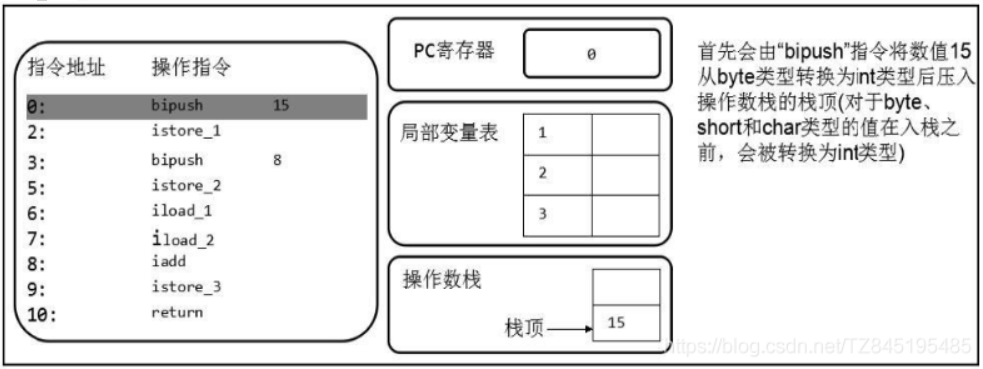 指令地址 操作指令
0: bipush 15
2: istore_1
3: bipush 8
5: istore_2
6: iload_1
7: iload_2
8: iadd
9: istore_3
10: return
PC寄存器 0
局部变量表 1
2
3
操作数栈
栈顶 15
首先会由“bipush”指令将数值15
从byte类型转换为int类型后压入
操作数栈的栈顶(对于byte、
short和char类型的值在入栈之
前，会被转换为int类型)
https://blog.csdn.net/TZ845195485